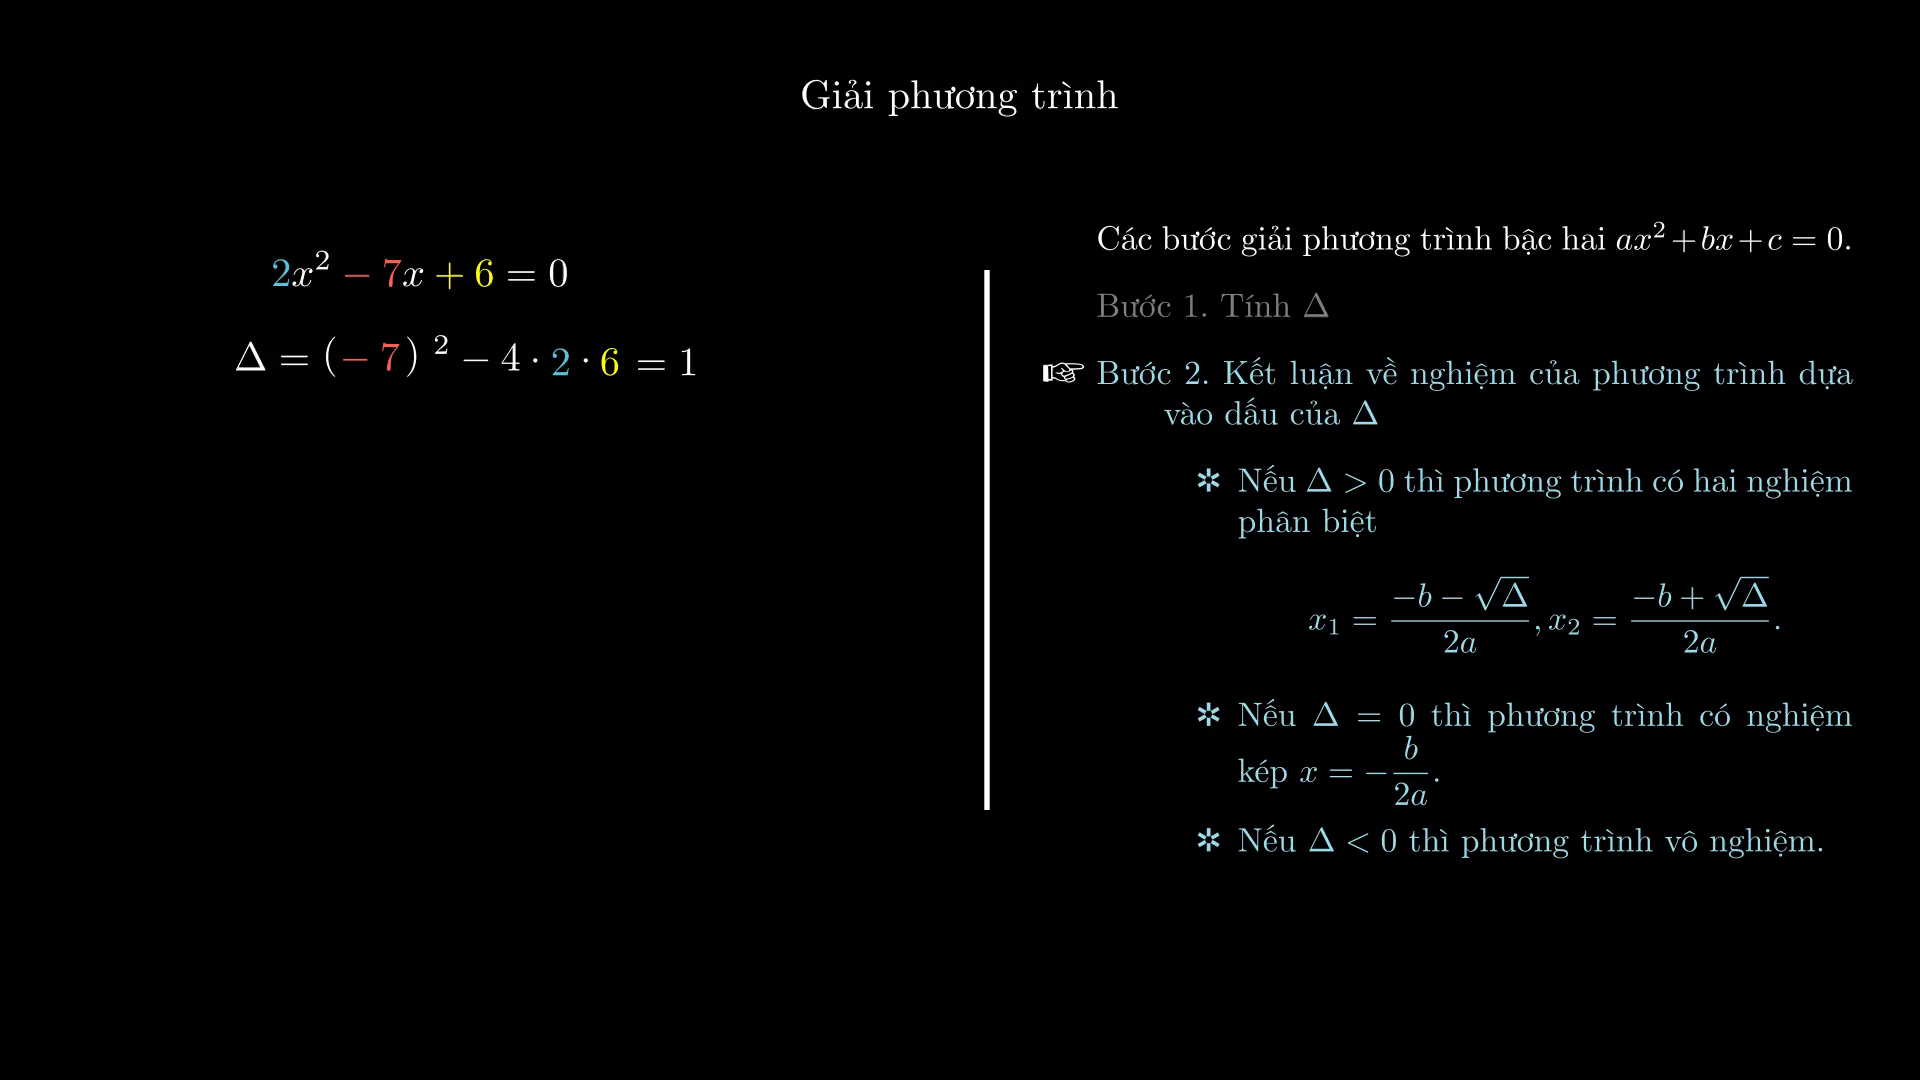 Giải phương trình
2x² − 7x + 6 = 0
Δ = (− 7) ² − 4 · 2 · 6 = 1
Các bước giải phương trình bậc hai ax² + bx + c = 0.
Bước 1. Tính Δ
☞ Bước 2. Kết luận về nghiệm của phương trình dựa
vào dấu của Δ
✲ Nếu Δ > 0 thì phương trình có hai nghiệm
phân biệt
x₁ = \frac{−b − √Δ}{2a}, x₂ = \frac{−b + √Δ}{2a}.
✲ Nếu Δ = 0 thì phương trình có nghiệm
kép x = −\frac{b}{2a}.
✲ Nếu Δ < 0 thì phương trình vô nghiệm.